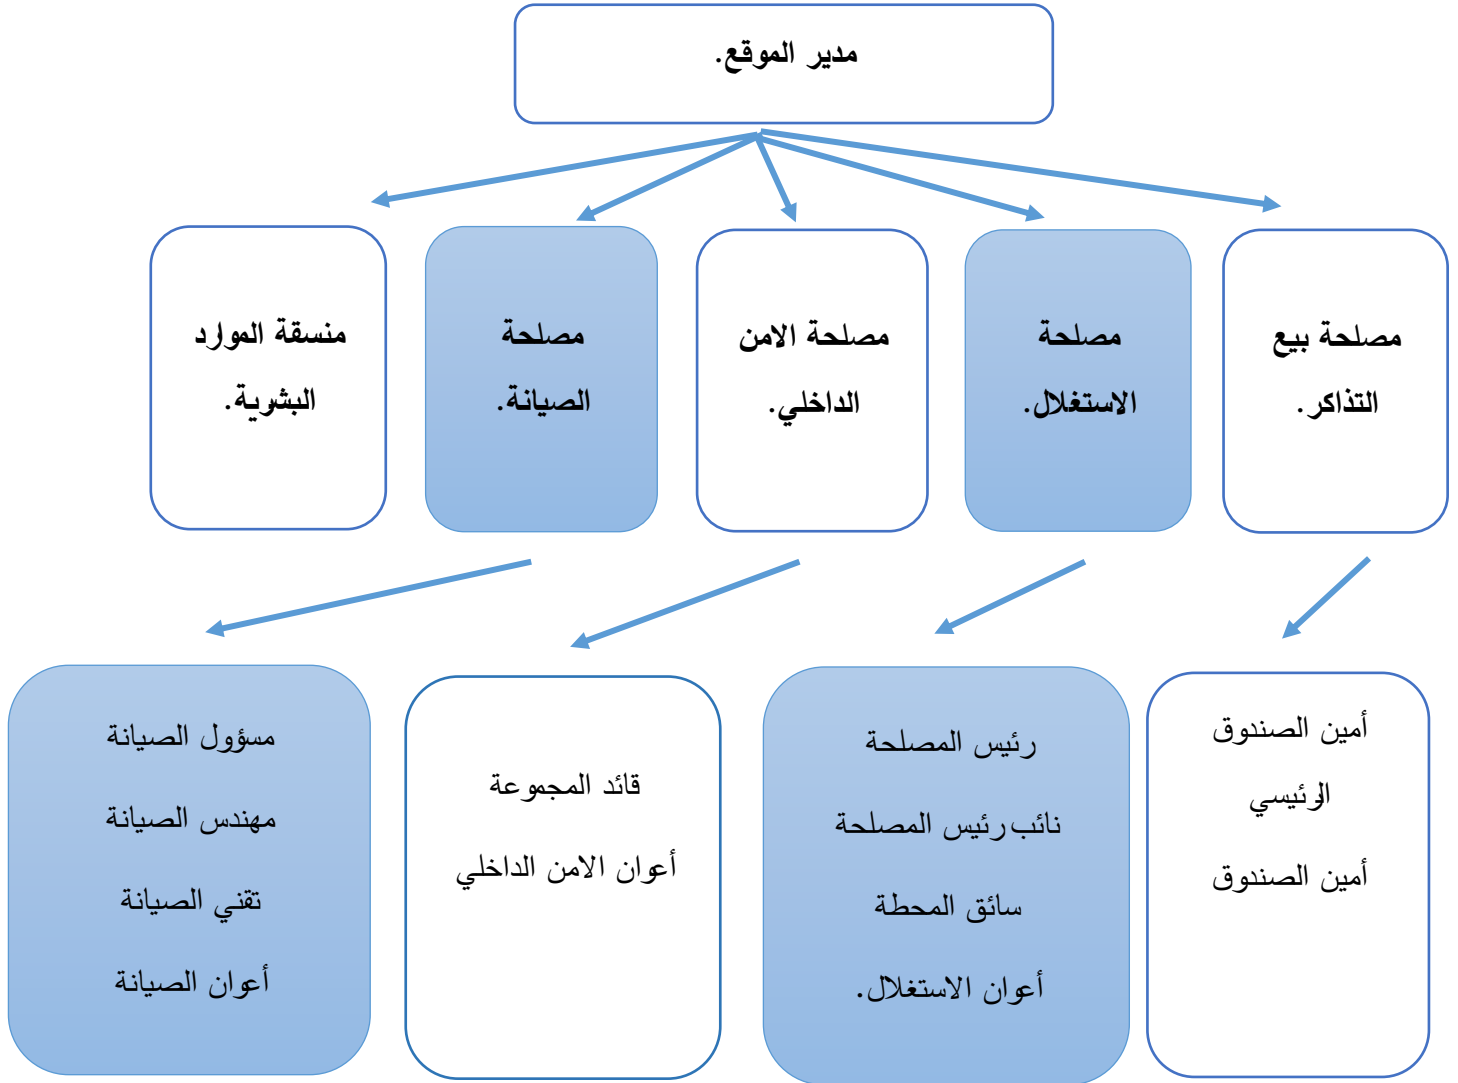 مدير الموقع.
مصلحة بيع
التذاكر.
مصلحة
الاستغلال.
مصلحة الامن
الداخلي.
مصلحة
الصيانة.
منسقة الموارد
البشرية.
أمين الصندوق
الرئيسي
أمين الصندوق
رئيس المصلحة
نائب رئيس المصلحة
سائق المحطة
أعوان الاستغلال.
قائد المجموعة
أعوان الامن الداخلي
مسؤول الصيانة
مهندس الصيانة
تقني الصيانة
أعوان الصيانة